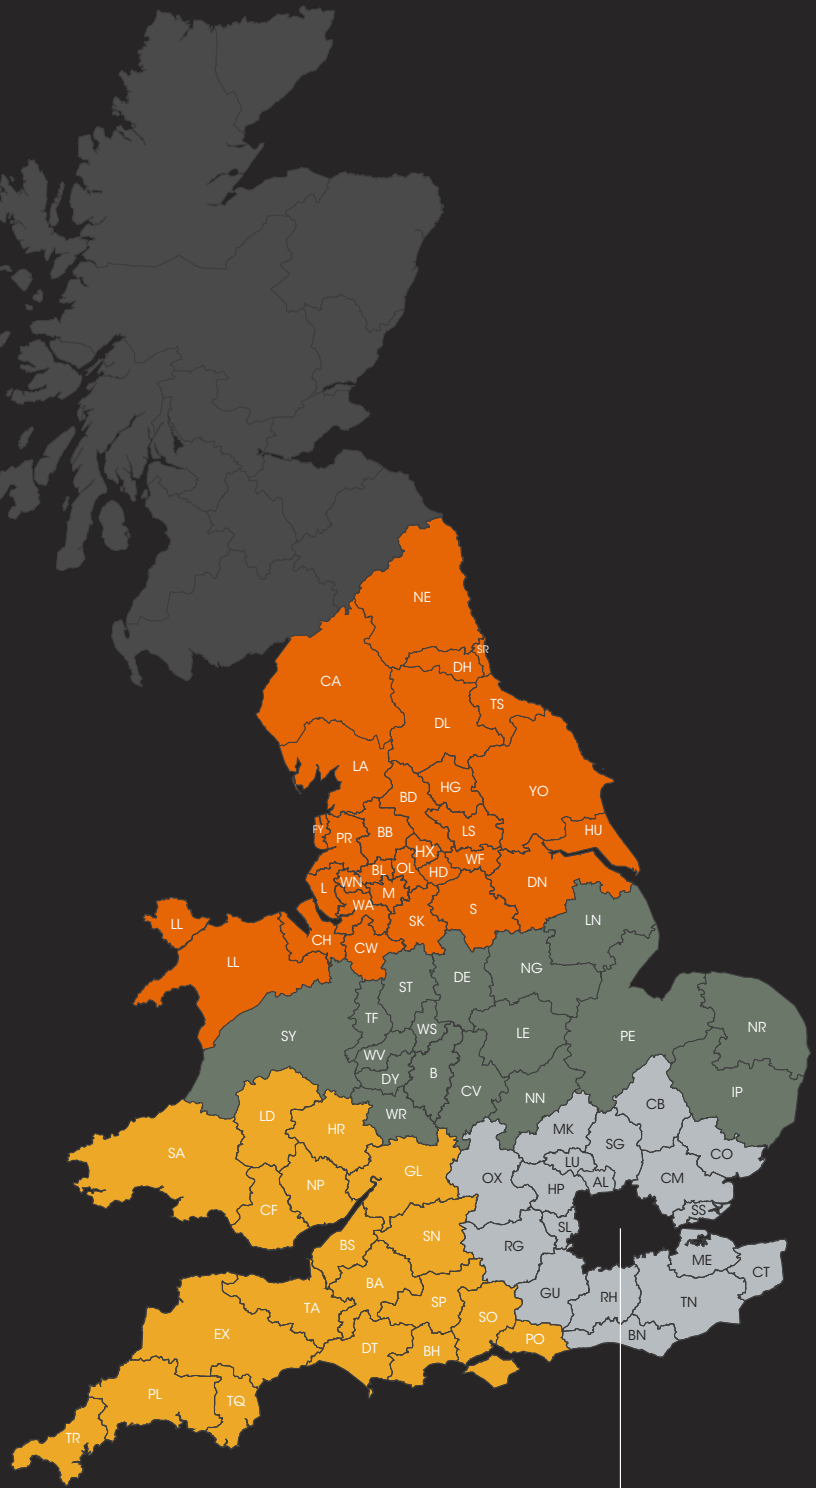 NE
SR
DH
CA
TS
DL
LA
HG
YO
BD
FY
PR
BB
LS
HU
HX
WF
BL
OL
HD
L
WN
M
DN
WA
S
SK
LL
LN
CH
CW
LL
NG
DE
ST
TF
WS
LE
PE
NR
SY
WV
B
DY
CV
NN
IP
WR
LD
HR
CB
MK
SG
SA
CO
GL
LU
NP
OX
HP
AL
CM
CF
SS
SL
BS
SN
RG
ME
CT
BA
TA
SP
GU
RH
TN
SO
EX
DT
BH
PO
BN
PL
TQ
TR